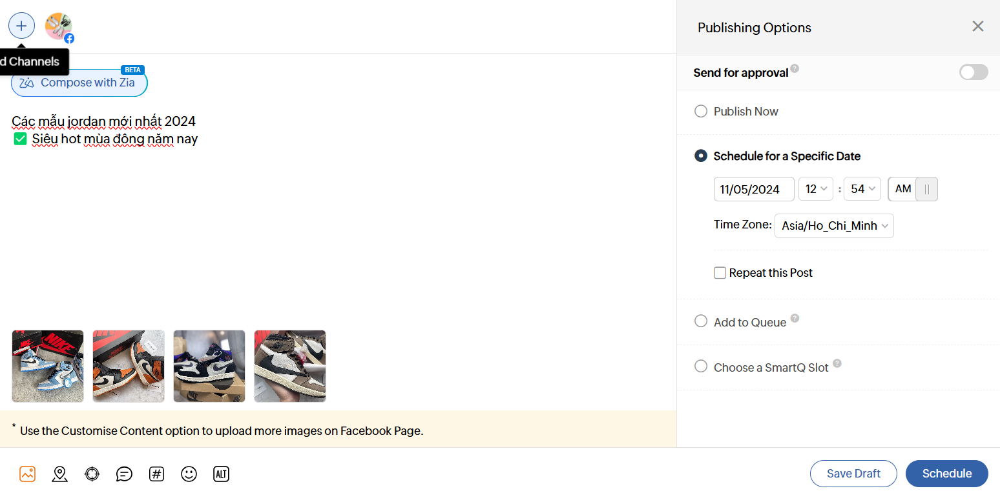 d Channels
BETA
Compose with Zia
Các mẫu jordan mới nhất 2024
✅ Siêu hot mùa đông năm nay
NIKE
* Use the Customise Content option to upload more images on Facebook Page.
#
ALT
Publishing Options
Send for approval ?
Publish Now
Schedule for a Specific Date
11/05/2024 12 : 54 AM
Time Zone: Asia/Ho_Chi_Minh
Repeat this Post
Add to Queue ?
Choose a SmartQ Slot ?
Save Draft
Schedule